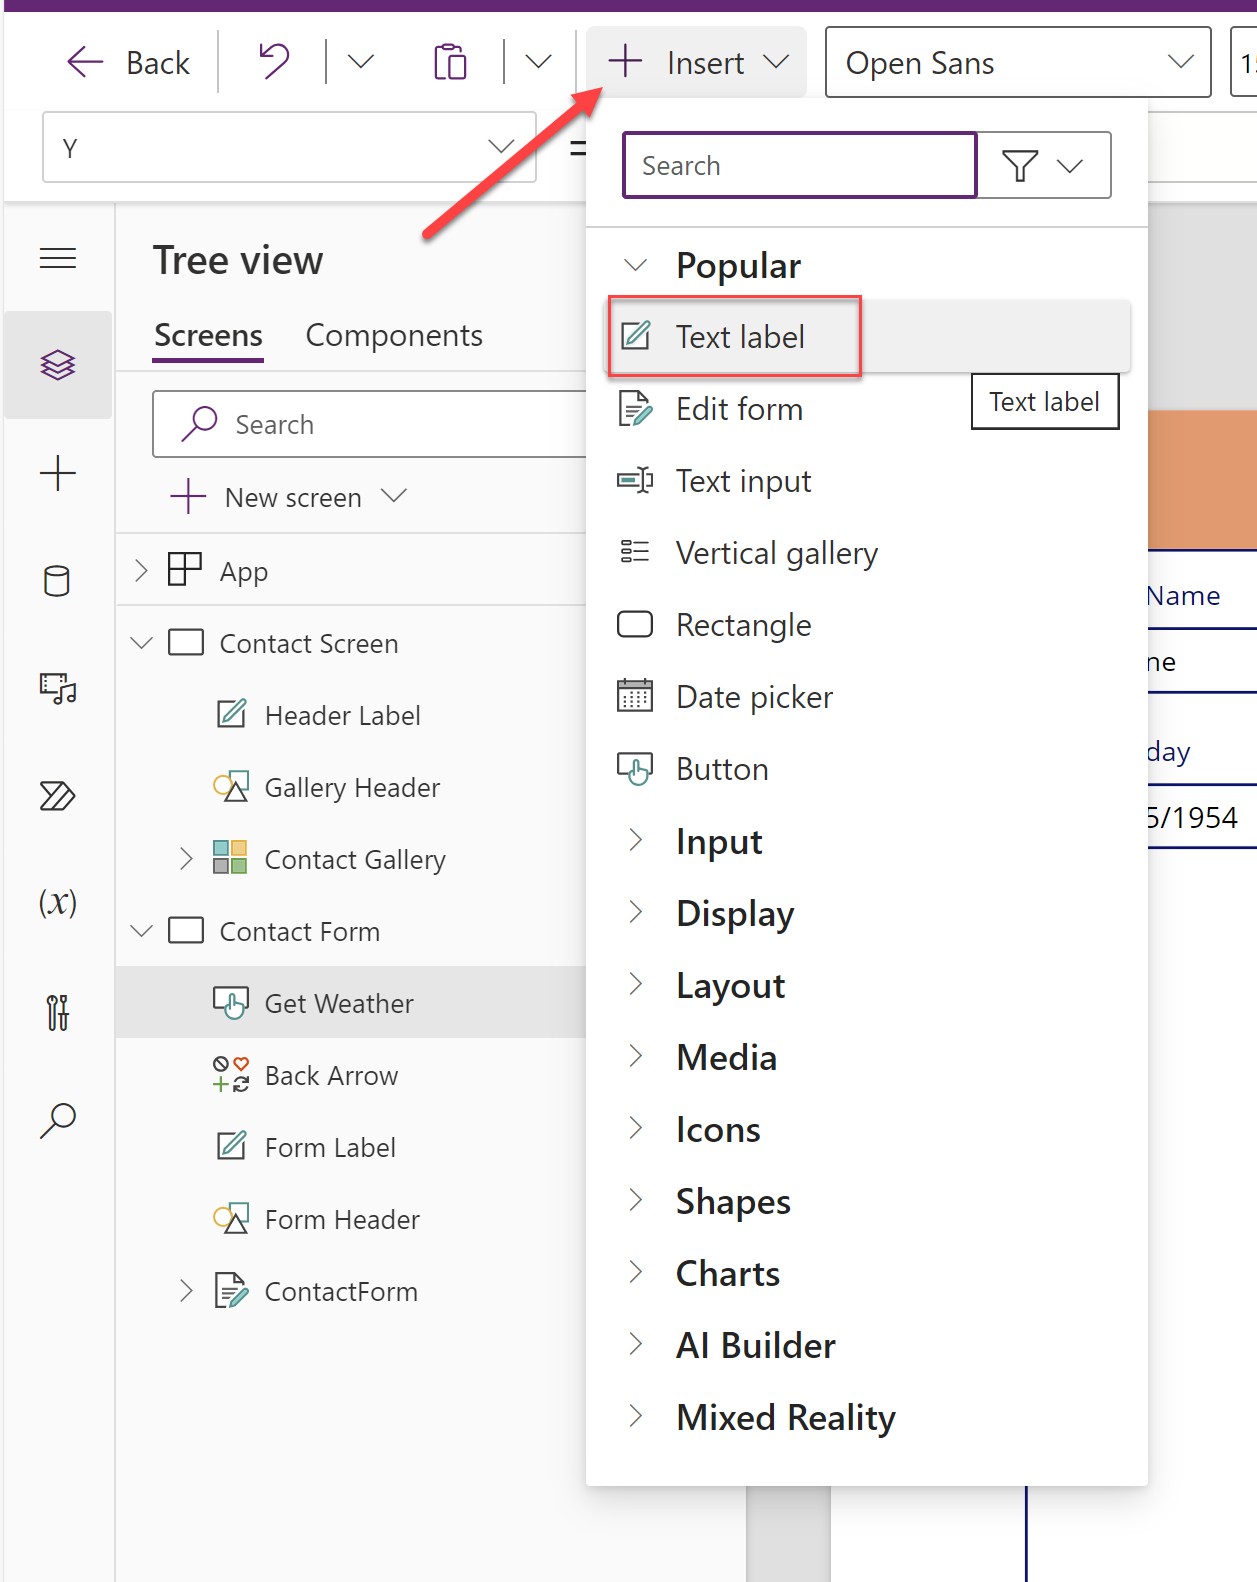 Back
Insert
Open Sans
Y
=
Search
Tree view
Screens Components
Search
New screen
App
Contact Screen
Header Label
Gallery Header
Contact Gallery
(x)
Contact Form
Get Weather
Back Arrow
Form Label
Form Header
ContactForm
Popular
Text label
Text label
Edit form
Text input
Vertical gallery
Rectangle
Date picker
Button
Input
Display
Layout
Media
Icons
Shapes
Charts
AI Builder
Mixed Reality
Name
ne
day
5/1954